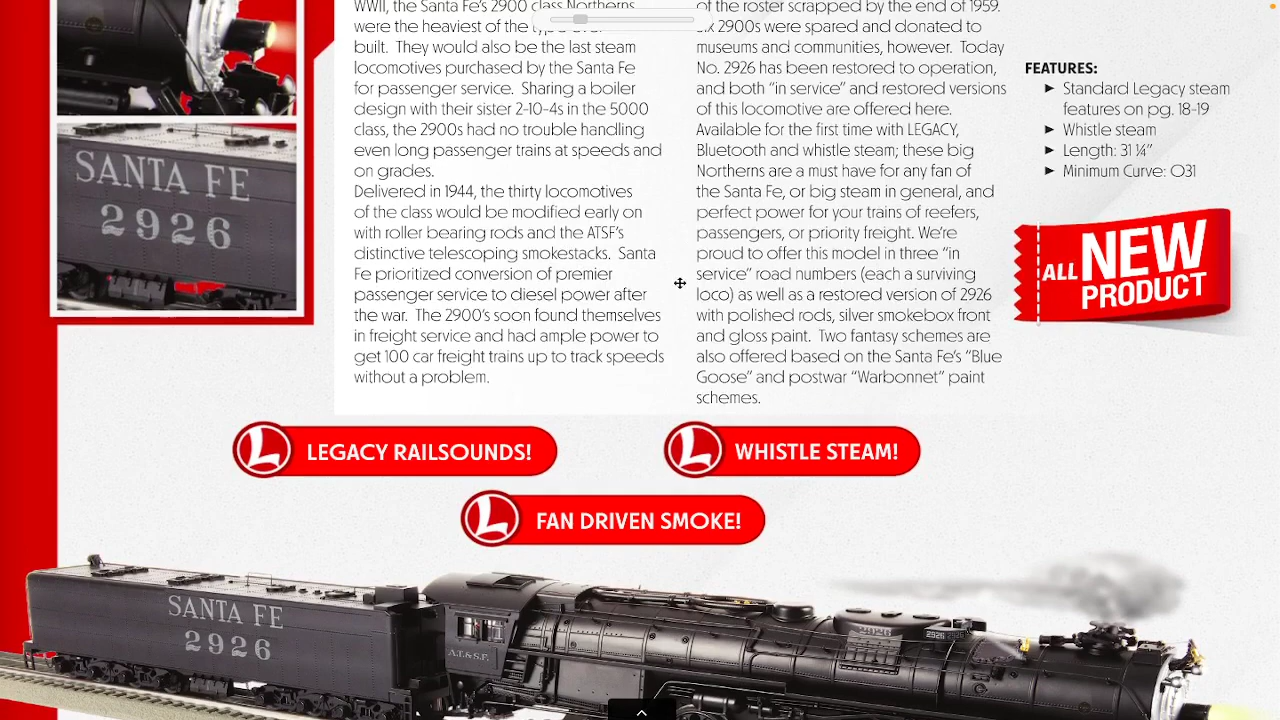 SANTA FE
2926
WWII, the Santa Fe's 2900 class Northerns
were the heaviest of the
built. They would also be the last steam
locomotives purchased by the Santa Fe
for passenger service. Sharing a boiler
design with their sister 2-10-4s in the 5000
class, the 2900s had no trouble handling
even long passenger trains at speeds and
on grades.
Delivered in 1944, the thirty locomotives
of the class would be modified early on
with roller bearing rods and the ATSF's
distinctive telescoping smokestacks. Santa
Fe prioritized conversion of premier
passenger service to diesel power after
the war. The 2900's soon found themselves
in freight service and had ample power to
get 100 car freight trains up to track speeds
without a problem.
of the roster scrapped by the end of 1959.
2900s were spared and donated to
museums and communities, however. Today
No. 2926 has been restored to operation,
and both “in service” and restored versions
of this locomotve are offered here.
Available for the first time with LEGACY,
Bluetooth and whistle steam; these big
Northerns are a must have for any fan of
the Santa Fe, or big steam in general, and
perfect power for your trains of reefers,
passengers, or priority freight. We're
proud to offer this model in three “in
service” road numbers (each a surviving
loco) as well as a restored version of 2926
with polished rods, silver smokebox front
and gloss paint. Two fantasy schemes are
also offered based on the Santa Fe's “Blue
Goose” and postwar “Warbonnet” paint
schemes.
FEATURES:
► Standard Legacy steam
features on pg. 18-19
► Whistle steam
► Length: 31 ¼”
► Minimum Curve: O31
ALL NEW
PRODUCT
L LEGACY RAILSOUNDS!
L WHISTLE STEAM!
L FAN DRIVEN SMOKE!
SANTA FE
2926
A.T.& S.F.
2926
2926